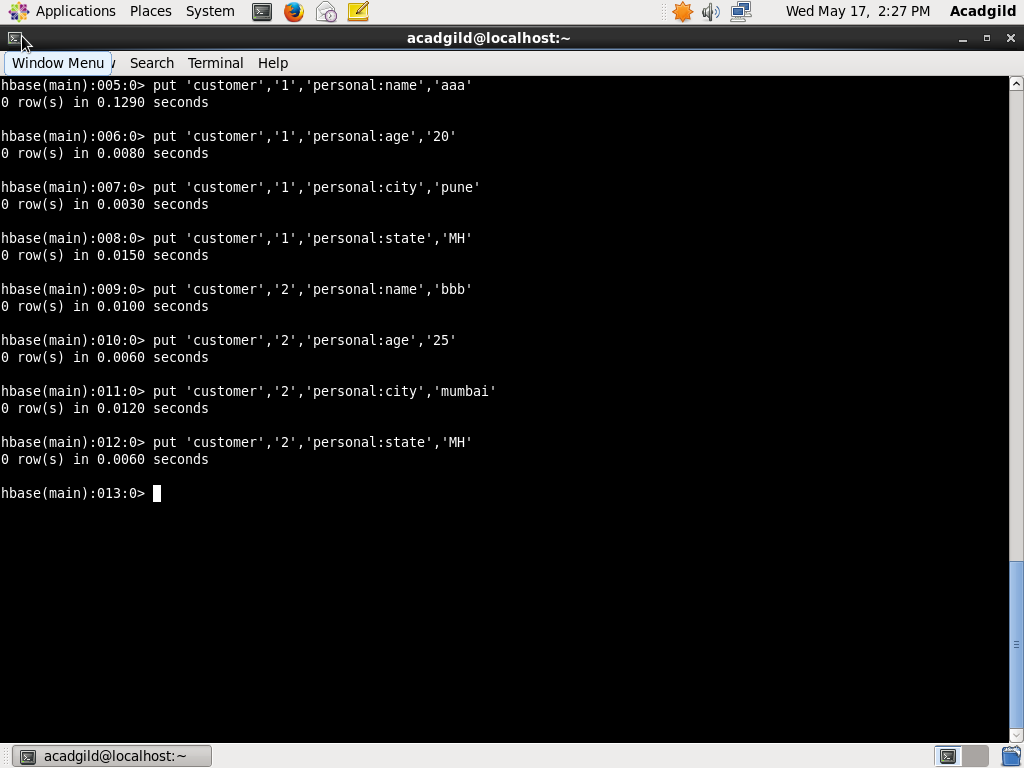 Applications Places System Wed May 17, 2:27 PM Acadgild
acadgild@localhost:~
Window Menu Search Terminal Help
hbase(main):005:0> put 'customer','1','personal:name','aaa'
0 row(s) in 0.1290 seconds
hbase(main):006:0> put 'customer','1','personal:age','20'
0 row(s) in 0.0080 seconds
hbase(main):007:0> put 'customer','1','personal:city','pune'
0 row(s) in 0.0030 seconds
hbase(main):008:0> put 'customer','1','personal:state','MH'
0 row(s) in 0.0150 seconds
hbase(main):009:0> put 'customer','2','personal:name','bbb'
0 row(s) in 0.0100 seconds
hbase(main):010:0> put 'customer','2','personal:age','25'
0 row(s) in 0.0060 seconds
hbase(main):011:0> put 'customer','2','personal:city','mumbai'
0 row(s) in 0.0120 seconds
hbase(main):012:0> put 'customer','2','personal:state','MH'
0 row(s) in 0.0060 seconds
hbase(main):013:0>
acadgild@localhost:~